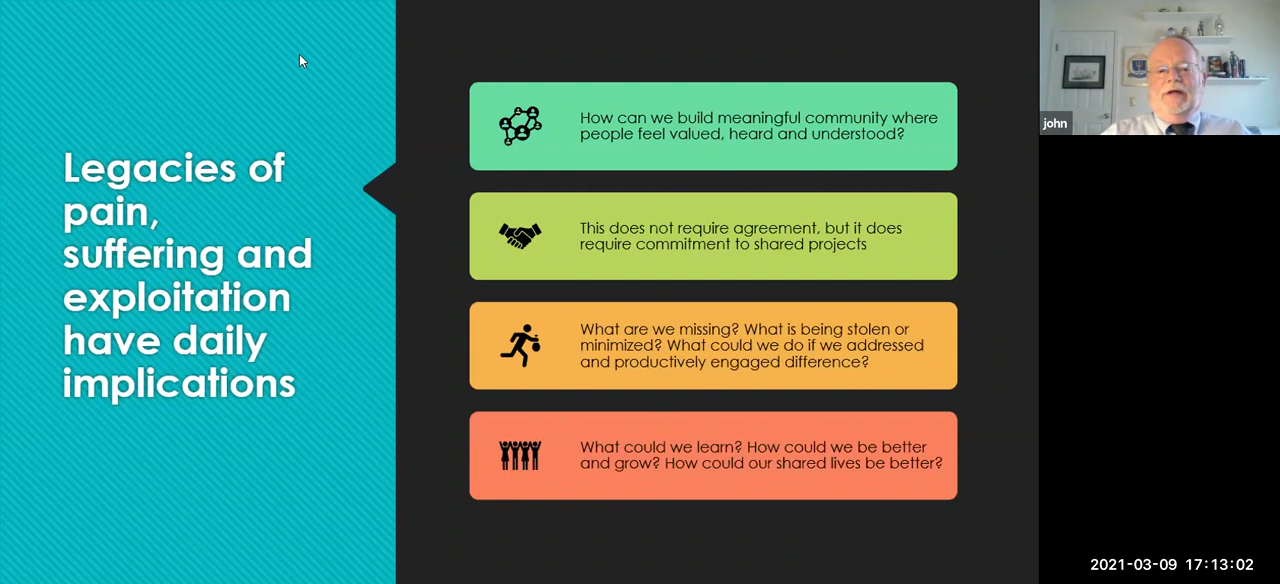 Legacies of
pain,
suffering and
exploitation
have daily
implications
How can we build meaningful community where
people feel valued, heard and understood?
This does not require agreement, but it does
require commitment to shared projects
What are we missing? What is being stolen or
minimized? What could we do if we addressed
and productively engaged difference?
What could we learn? How could we be better
and grow? How could our shared lives be better?
john
2021-03-09 17:13:02